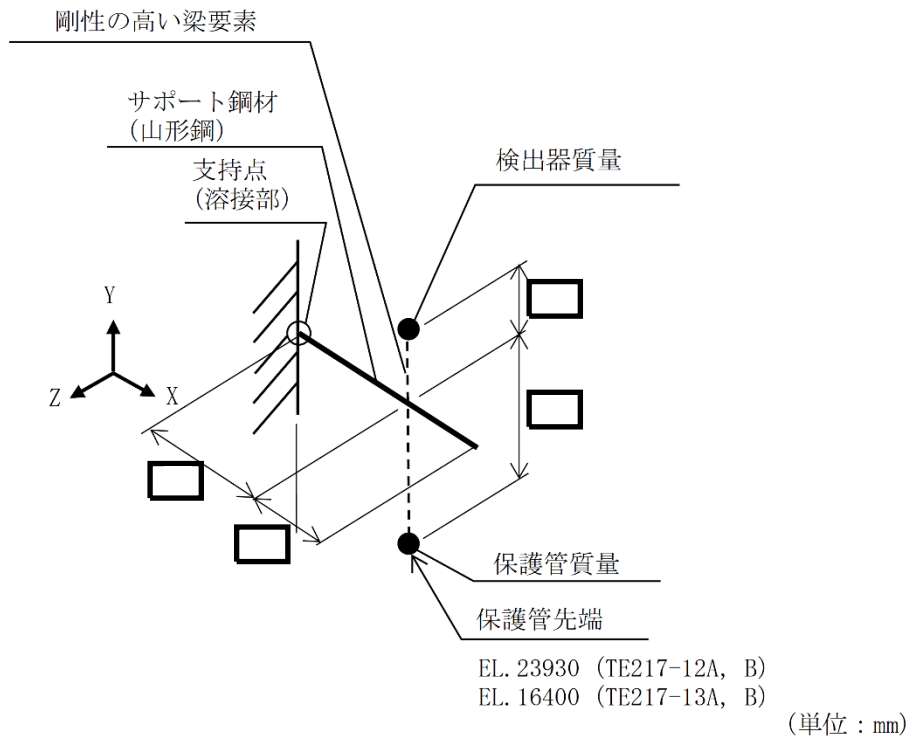 剛性の高い梁要素
サポート鋼材
(山形鋼)
支持点
(溶接部)
検出器質量
Y
Z
X
保護管質量
保護管先端
EL.23930 (TE217-12A, B)
EL.16400 (TE217-13A, B)
(単位：mm)